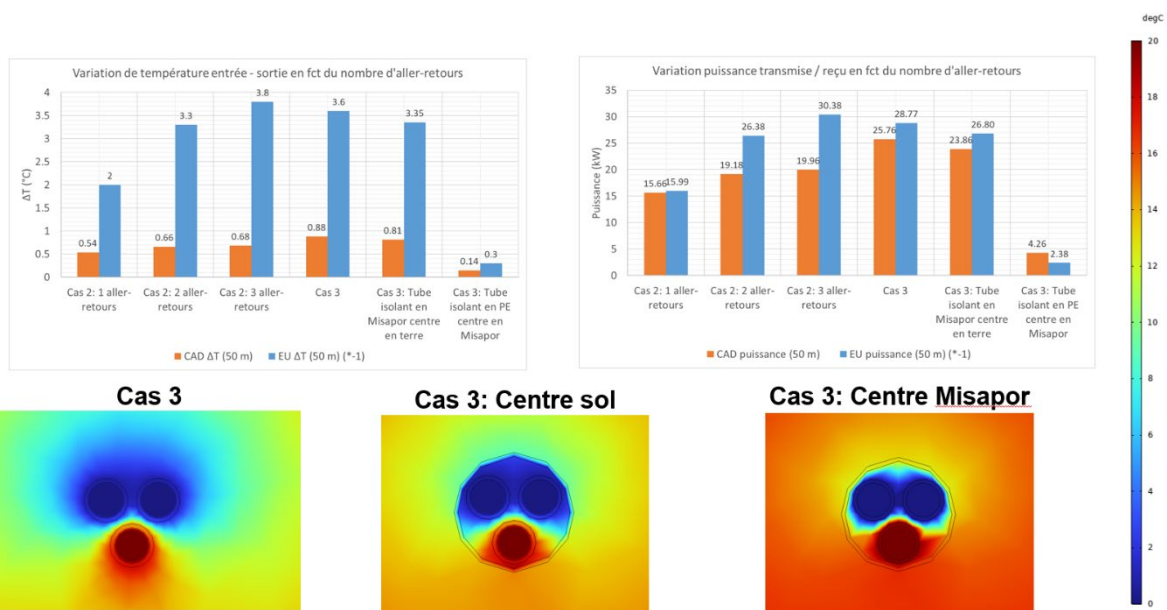 degC
20
18
16
14
12
10
8
6
4
2
0
Variation de température entrée - sortie en fct du nombre d'aller-retours
ΔT (°C)
4
3.5
3
2.5
2
1.5
1
0.5
0
0.54
2
0.66
3.3
0.68
3.8
0.88
3.6
0.81
3.35
0.14
0.3
Cas 2: 1 aller-
retours
Cas 2: 2 aller-
retours
Cas 2: 3 aller-
retours
Cas 3
Cas 3: Tube
isolant en
Misapor centre
en terre
Cas 3: Tube
isolant en PE
centre en
Misapor
CAD ΔT (50 m)
EU ΔT (50 m) (*-1)
Variation puissance transmise / reçu en fct du nombre d'aller-retours
Puissance (kW)
35
30
25
20
15
10
5
0
15.66
15.99
19.18
26.38
19.96
30.38
25.76
28.77
23.86
26.80
4.26
2.38
Cas 2: 1 aller-
retours
Cas 2: 2 aller-
retours
Cas 2: 3 aller-
retours
Cas 3
Cas 3: Tube
isolant en
Misapor centre
en terre
Cas 3: Tube
isolant en PE
centre en
Misapor
CAD puissance (50 m)
EU puissance (50 m) (*-1)
Cas 3
Cas 3: Centre sol
Cas 3: Centre Misapor